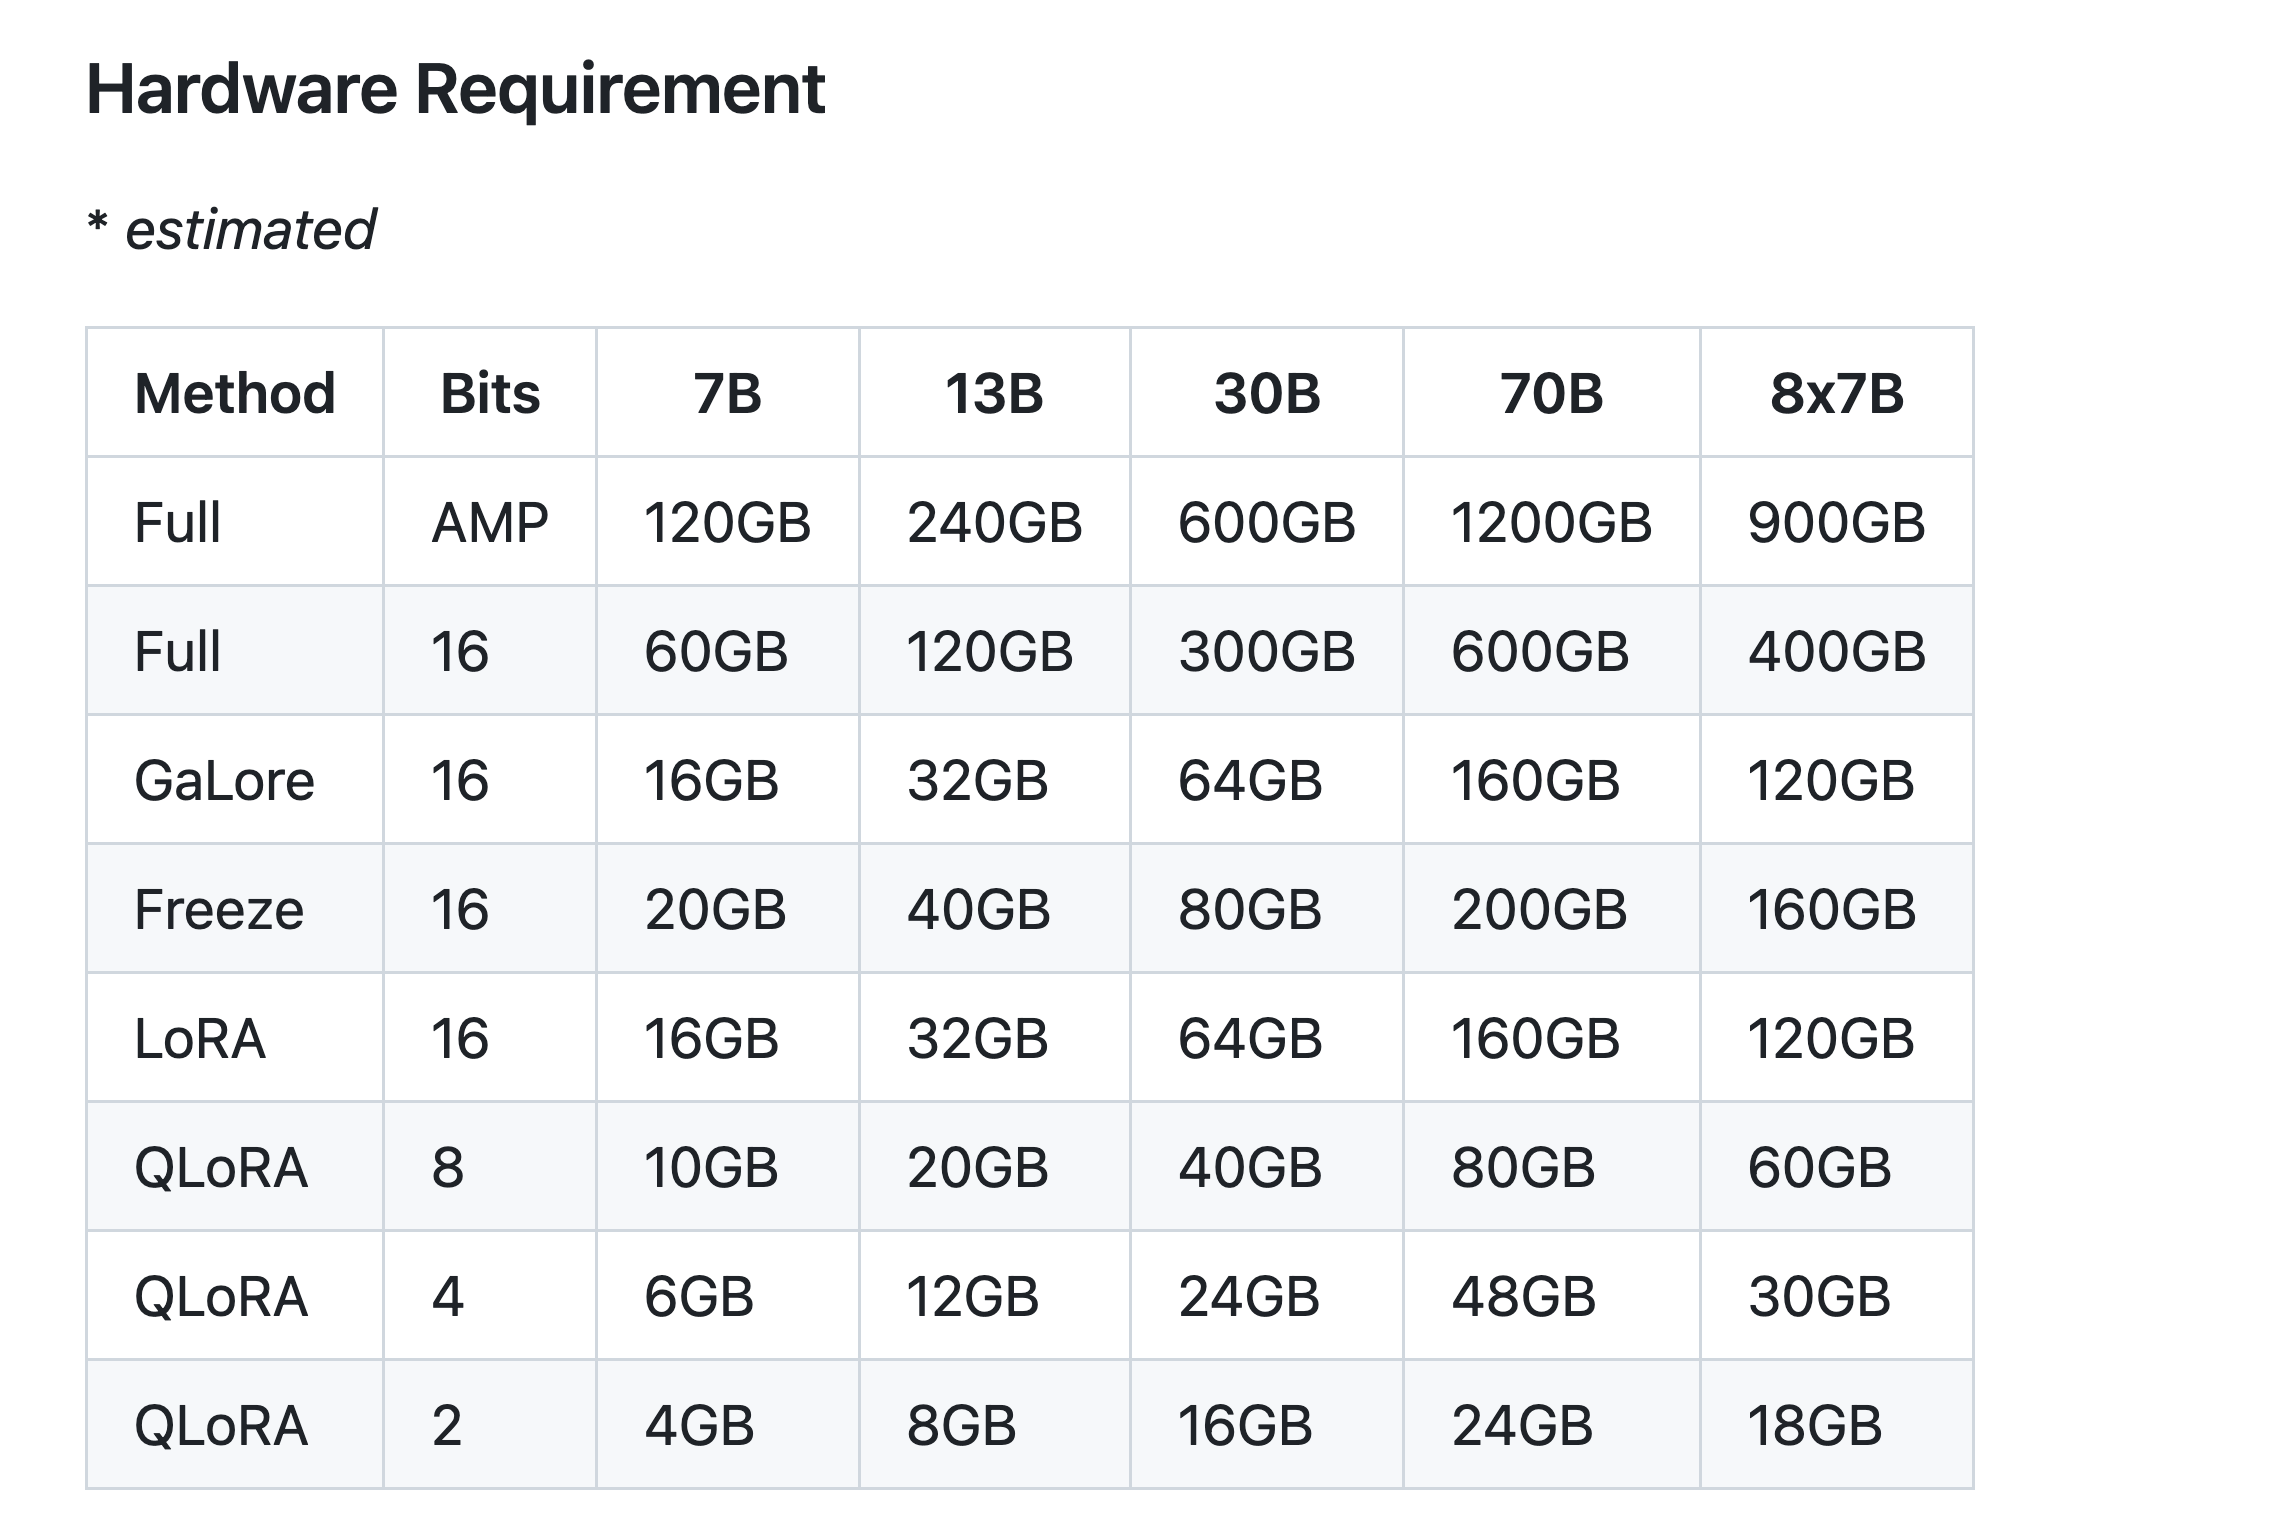 Hardware Requirement
* estimated
Method Bits 7B 13B 30B 70B 8x7B
Full AMP 120GB 240GB 600GB 1200GB 900GB
Full 16 60GB 120GB 300GB 600GB 400GB
GaLore 16 16GB 32GB 64GB 160GB 120GB
Freeze 16 20GB 40GB 80GB 200GB 160GB
LoRA 16 16GB 32GB 64GB 160GB 120GB
QLoRA 8 10GB 20GB 40GB 80GB 60GB
QLoRA 4 6GB 12GB 24GB 48GB 30GB
QLoRA 2 4GB 8GB 16GB 24GB 18GB